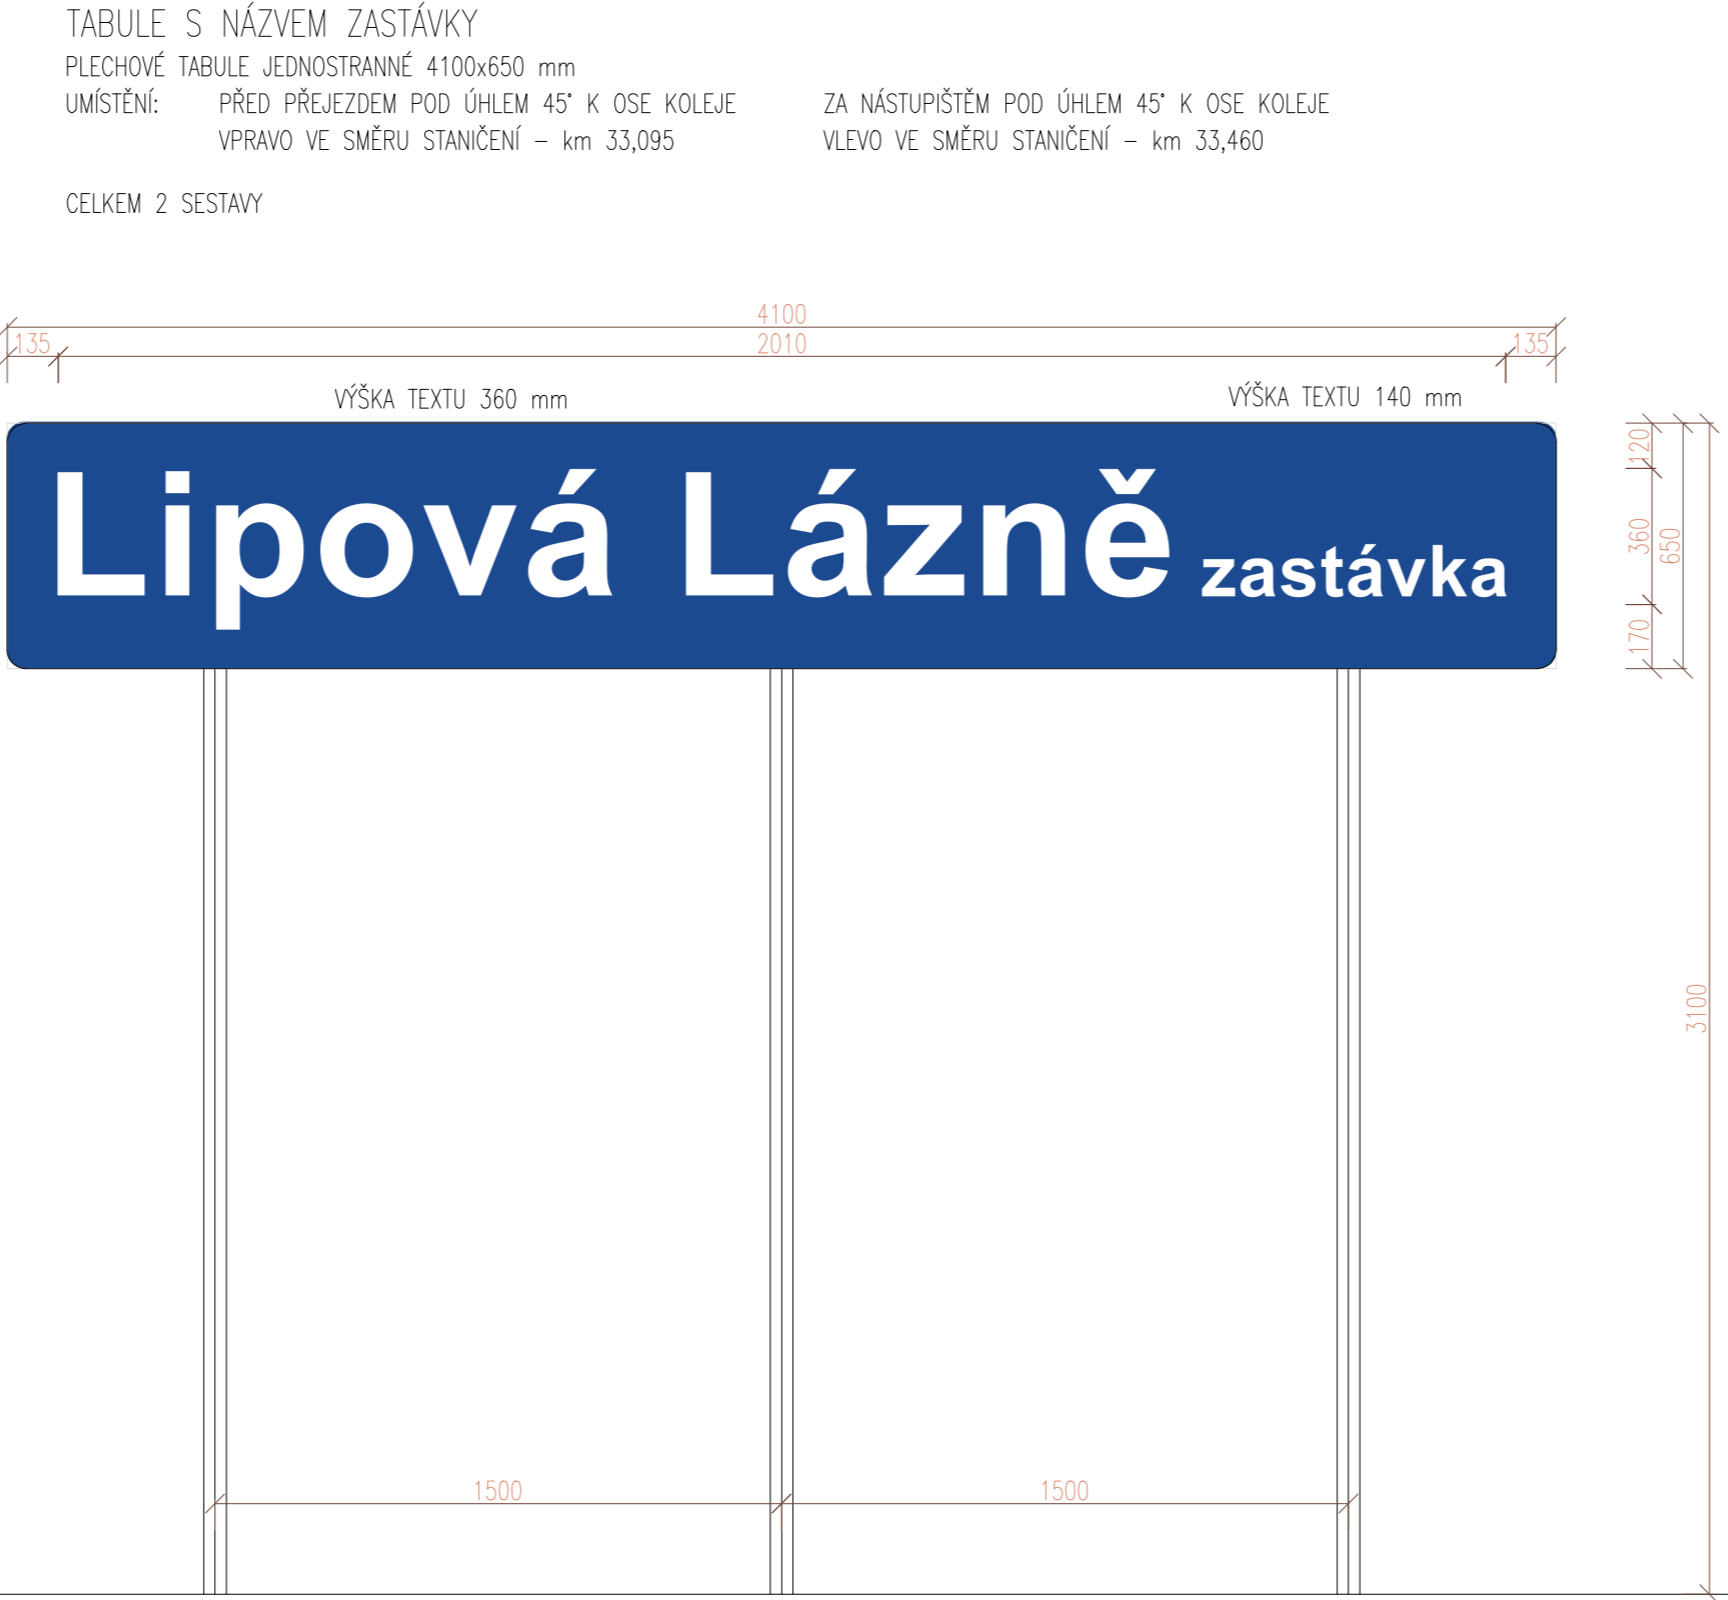 TABULE S NÁZVEM ZASTÁVKY
PLECHOVÉ TABULE JEDNOSTRANNÉ 4100x650 mm
UMÍSTĚNÍ: PŘED PŘEJEZDEM POD ÚHLEM 45° K OSE KOLEJE ZA NÁSTUPIŠTĚM POD ÚHLEM 45° K OSE KOLEJE
VPRAVO VE SMĚRU STANIČENÍ – km 33,095 VLEVO VE SMĚRU STANIČENÍ – km 33,460
CELKEM 2 SESTAVY
4100
135 2010 135
VÝŠKA TEXTU 360 mm VÝŠKA TEXTU 140 mm
Lipová Lázně zastávka
120
360
650
170
3100
1500 1500